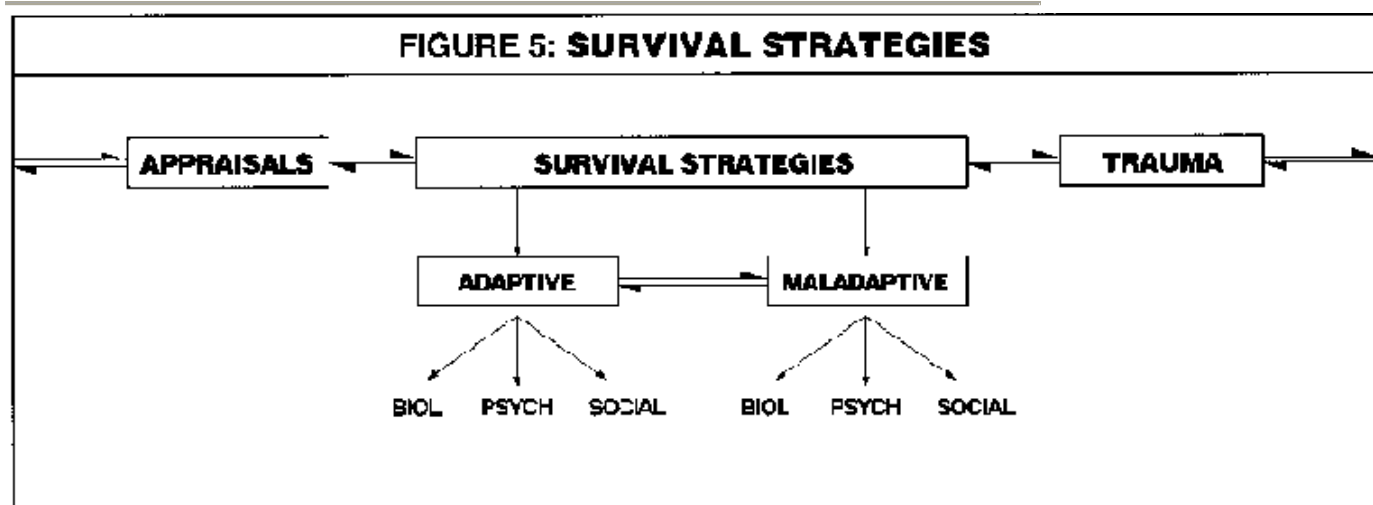 FIGURE 5: SURVIVAL STRATEGIES
APPRAISALS SURVIVAL STRATEGIES TRAUMA
ADAPTIVE MALADAPTIVE
BIOL PSYCH SOCIAL BIOL PSYCH SOCIAL